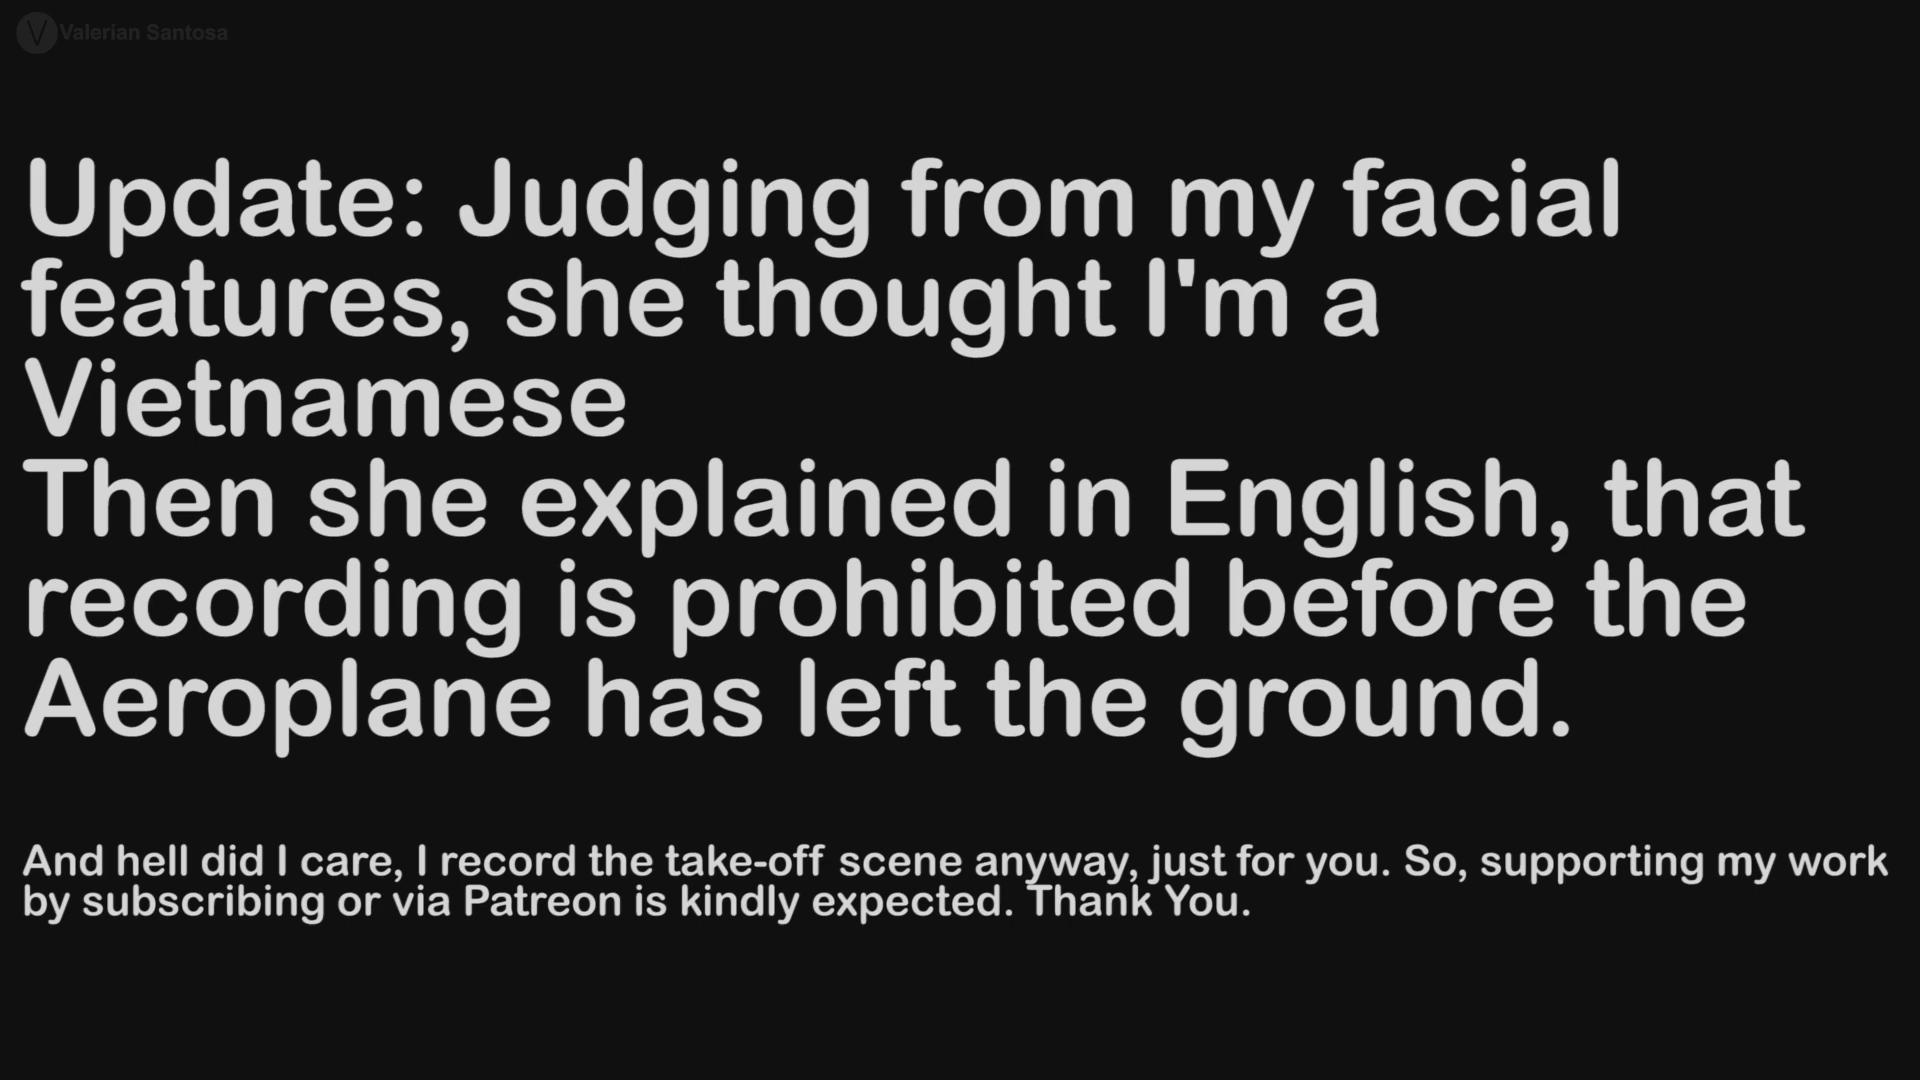 Valerian Santosa
Update: Judging from my facial
features, she thought I'm a
Vietnamese
Then she explained in English, that
recording is prohibited before the
Aeroplane has left the ground.
And hell did I care, I record the take-off scene anyway, just for you. So, supporting my work
by subscribing or via Patreon is kindly expected. Thank You.